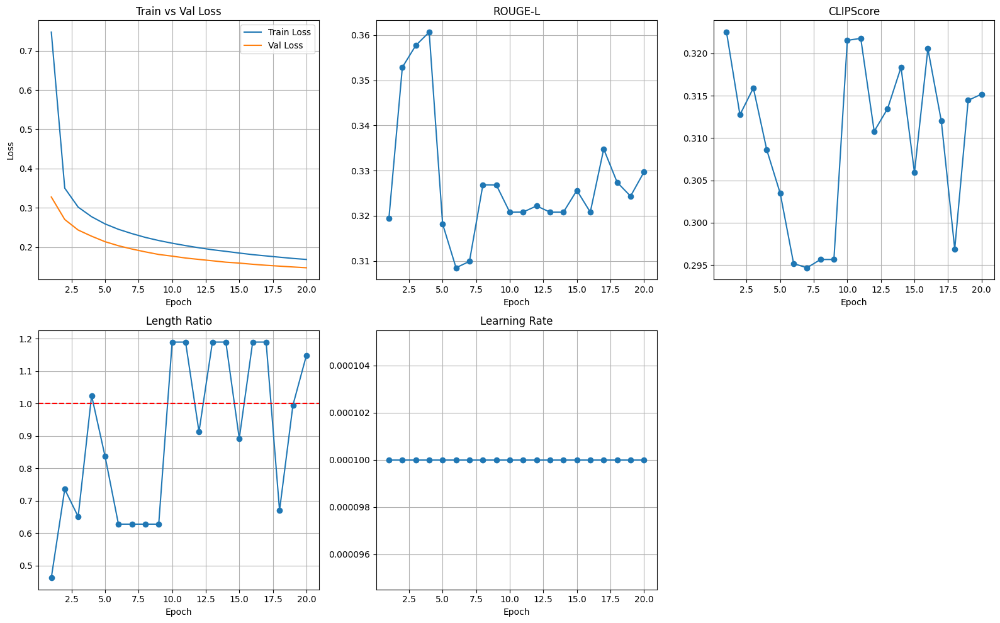 Train vs Val Loss
Train Loss
Val Loss
0.7
0.6
0.5
0.4
0.3
0.2
Loss
2.5 5.0 7.5 10.0 12.5 15.0 17.5 20.0
Epoch
ROUGE-L
0.36
0.35
0.34
0.33
0.32
0.31
2.5 5.0 7.5 10.0 12.5 15.0 17.5 20.0
Epoch
CLIPScore
0.320
0.315
0.310
0.305
0.300
0.295
2.5 5.0 7.5 10.0 12.5 15.0 17.5 20.0
Epoch
Length Ratio
1.2
1.1
1.0
0.9
0.8
0.7
0.6
0.5
2.5 5.0 7.5 10.0 12.5 15.0 17.5 20.0
Epoch
Learning Rate
0.000104
0.000102
0.000100
0.000098
0.000096
2.5 5.0 7.5 10.0 12.5 15.0 17.5 20.0
Epoch